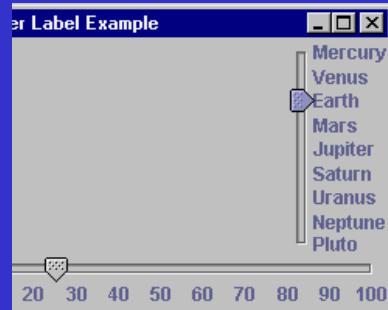 er Label Example
Mercury
Venus
Earth
Mars
Jupiter
Saturn
Uranus
Neptune
Pluto
20 30 40 50 60 70 80 90 100